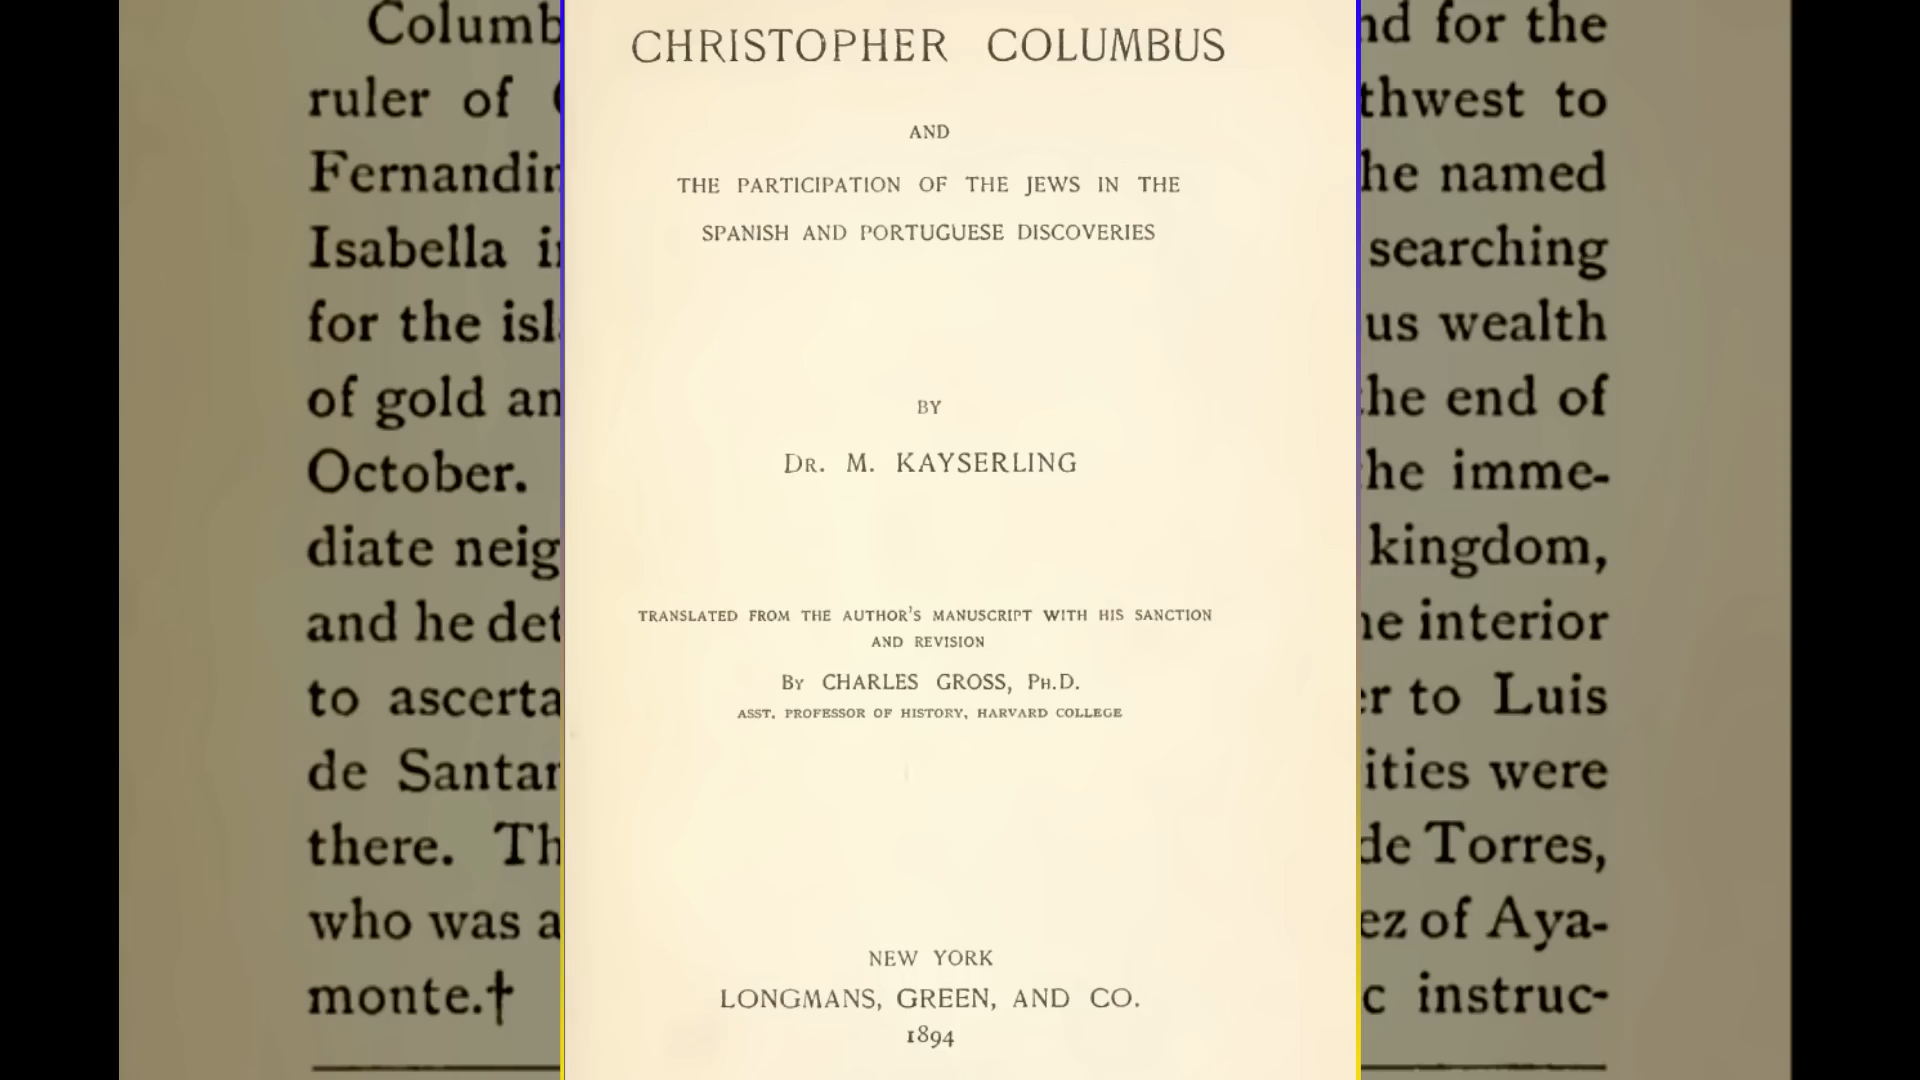 CHRISTOPHER COLUMBUS
AND
THE PARTICIPATION OF THE JEWS IN THE
SPANISH AND PORTUGUESE DISCOVERIES
BY
DR. M. KAYSERLING
TRANSLATED FROM THE AUTHOR'S MANUSCRIPT WITH HIS SANCTION
AND REVISION
BY CHARLES GROSS, PH.D.
ASST. PROFESSOR OF HISTORY, HARVARD COLLEGE
NEW YORK
LONGMANS, GREEN, AND CO.
1894
Columb
ruler of
Fernandin
Isabella
for the isl
of gold an
October.
diate neig
and he det
to ascerta
de Santar
there. Th
who was a
monte.†
nd for the
thwest to
he named
searching
us wealth
the end of
he imme-
kingdom,
ne interior
er to Luis
ities were
de Torres,
ez of Aya-
c instruc-